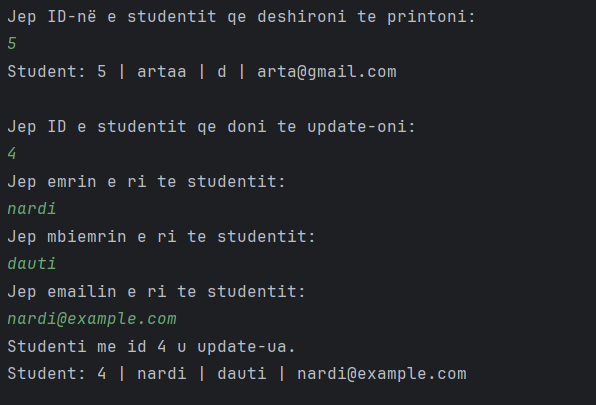 Jep ID-në e studentit qe deshironi te printoni:
5
Student: 5 | artaa | d | arta@gmail.com
Jep ID e studentit qe doni te update-oni:
4
Jep emrin e ri te studentit:
nardi
Jep mbiemrin e ri te studentit:
dauti
Jep emailin e ri te studentit:
nardi@example.com
Studenti me id 4 u update-ua.
Student: 4 | nardi | dauti | nardi@example.com